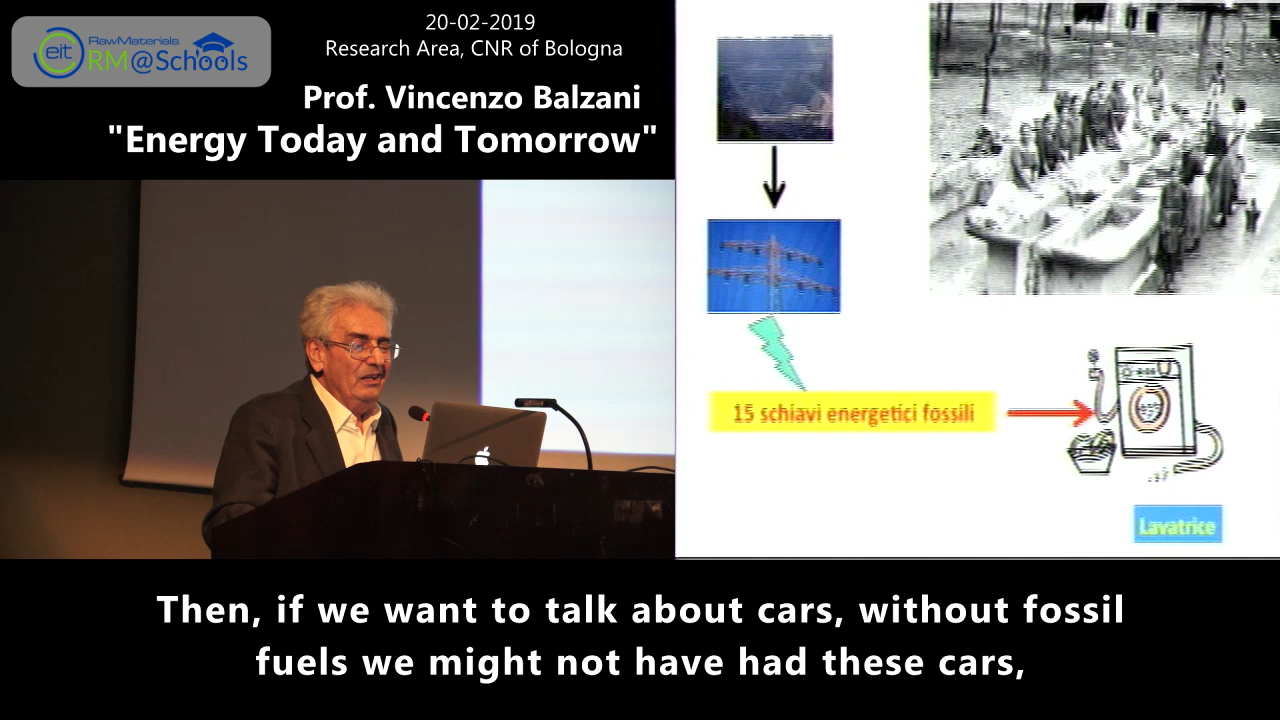 eit
RawMaterials
RM@Schools
20-02-2019
Research Area, CNR of Bologna
Prof. Vincenzo Balzani
"Energy Today and Tomorrow"
15 schiavi energetici fossili
Lavatrice
Then, if we want to talk about cars, without fossil
fuels we might not have had these cars,